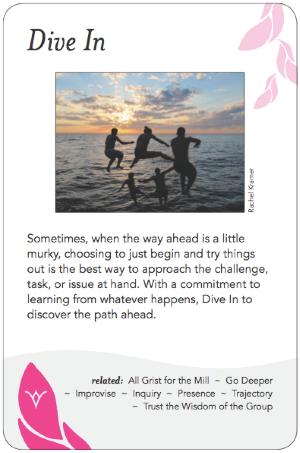 Dive In
Rachel Kramer
Sometimes, when the way ahead is a little
murky, choosing to just begin and try things
out is the best way to approach the challenge,
task, or issue at hand. With a commitment to
learning from whatever happens, Dive In to
discover the path ahead.
related: All Grist for the Mill ~ Go Deeper
~ Improvise ~ Inquiry ~ Presence ~ Trajectory
~ Trust the Wisdom of the Group